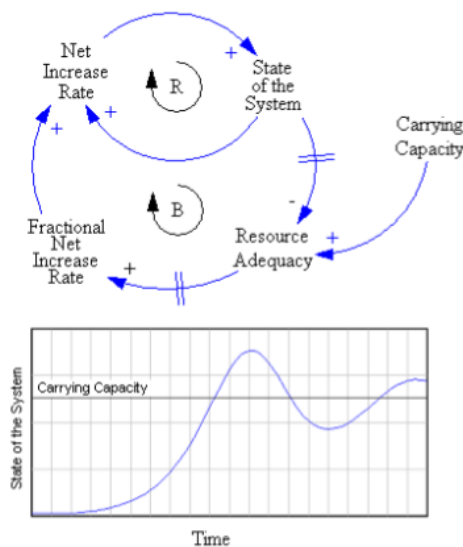 Net
Increase
Rate
+
R
+
State
of the
System
+
+
Carrying
Capacity
B
-
Fractional
Net
Increase
Rate
+
Resource
Adequacy
+
Carrying Capacity
State of the System
Time